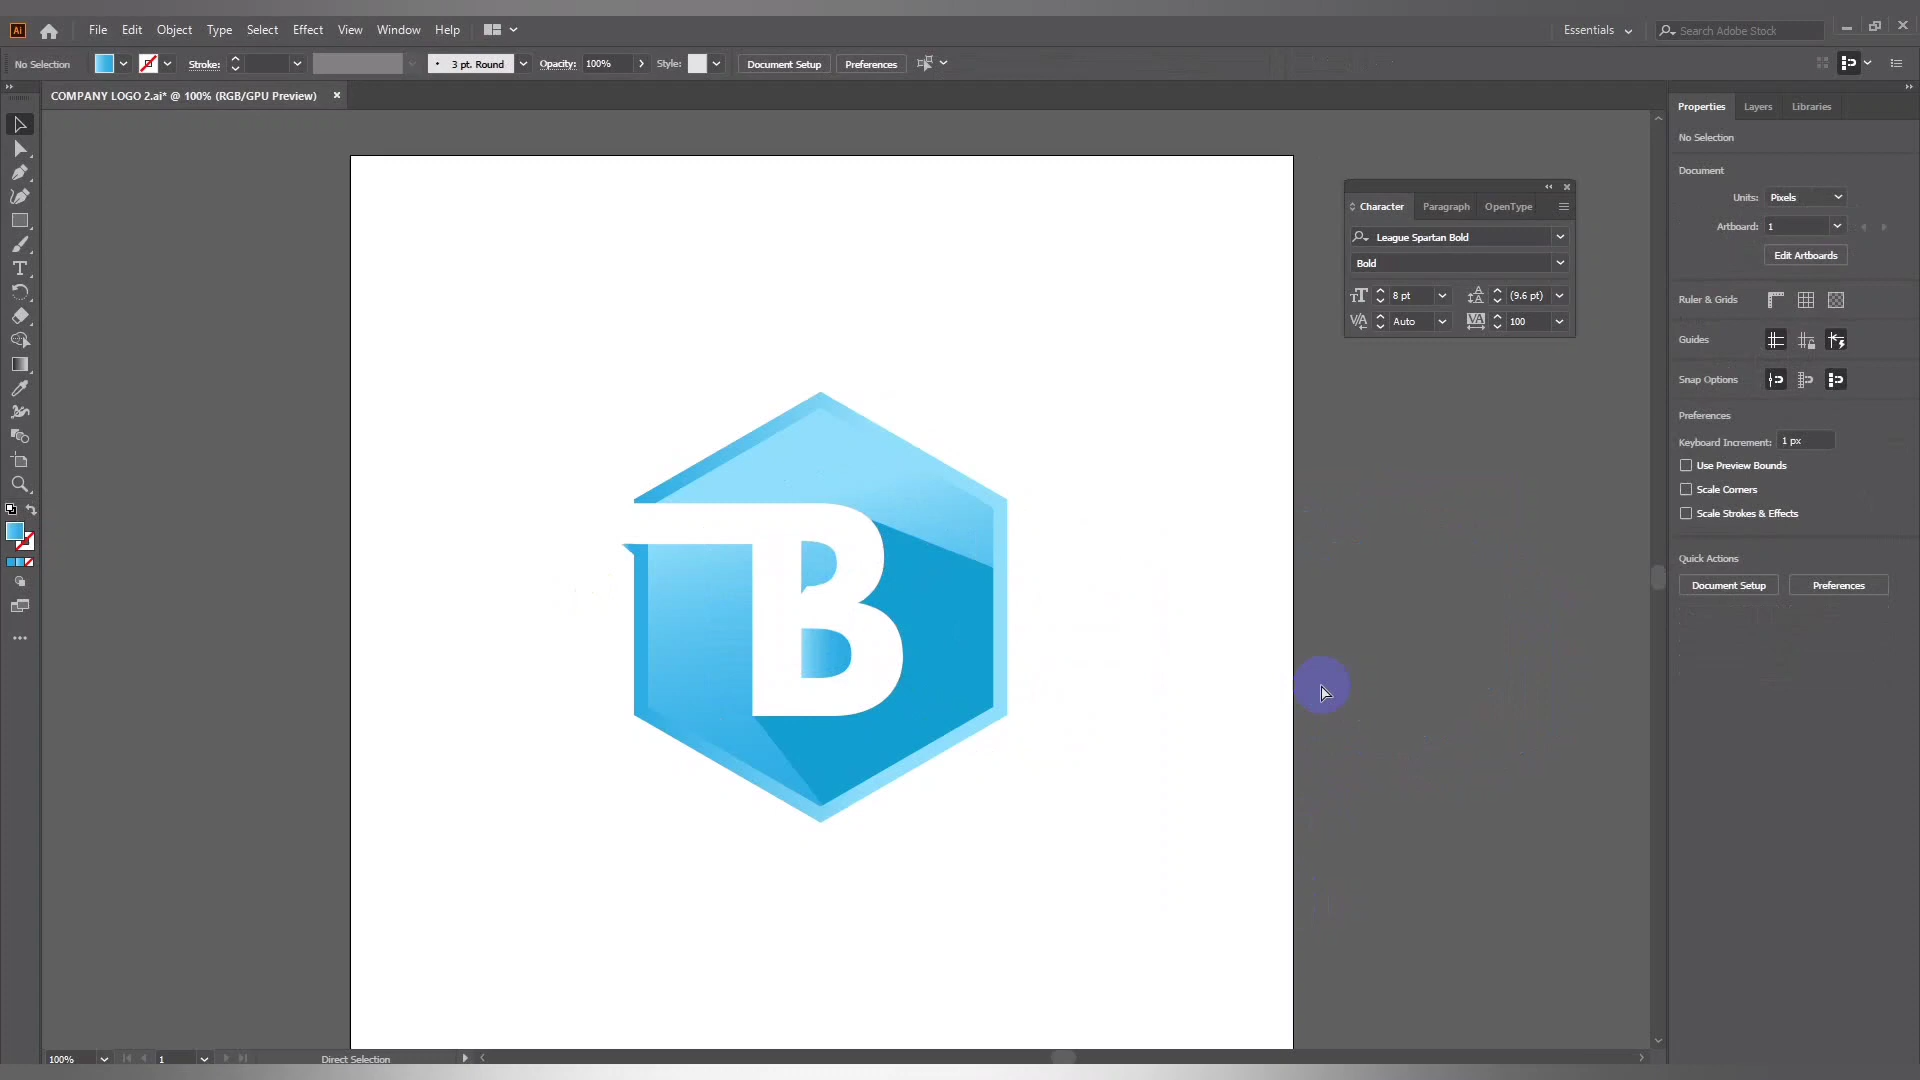 Ai File Edit Object Type Select Effect View Window Help Essentials Search Adobe Stock
No Selection Stroke: 3 pt. Round Opacity: 100% Style: Document Setup Preferences
COMPANY LOGO 2.ai* @ 100% (RGB/GPU Preview) ×
Properties Layers Libraries
No Selection
Document
Units: Pixels
Artboard: 1
Edit Artboards
Ruler & Grids
Guides
Snap Options
Preferences
Keyboard Increment: 1 px
Use Preview Bounds
Scale Corners
Scale Strokes & Effects
Quick Actions
Document Setup Preferences
Character Paragraph OpenType
League Spartan Bold
Bold
8 pt (9.6 pt)
Auto 100
B
100% 1 Direct Selection